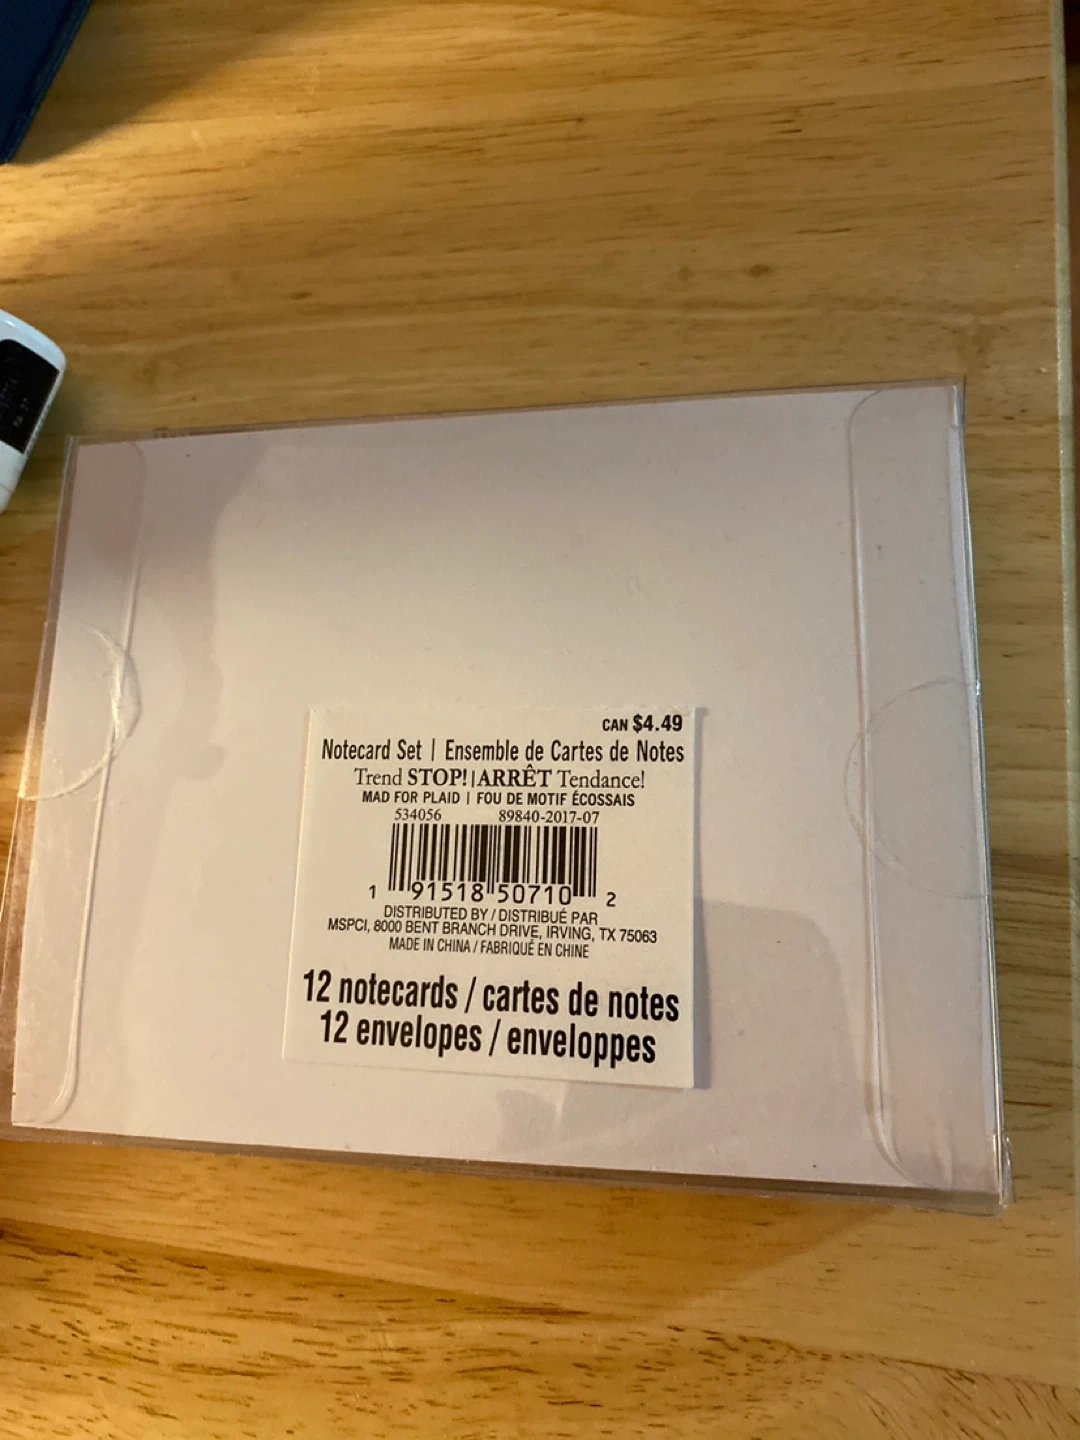 CAN $4.49
Notecard Set | Ensemble de Cartes de Notes
Trend STOP! | ARRÊT Tendance!
MAD FOR PLAID | FOU DE MOTIF ÉCOSSAIS
534056 89840-2017-07
1 91518 50710 2
DISTRIBUTED BY / DISTRIBUÉ PAR
MSPCI, 8000 BENT BRANCH DRIVE, IRVING, TX 75063
MADE IN CHINA / FABRIQUÉ EN CHINE
12 notecards / cartes de notes
12 envelopes / enveloppes